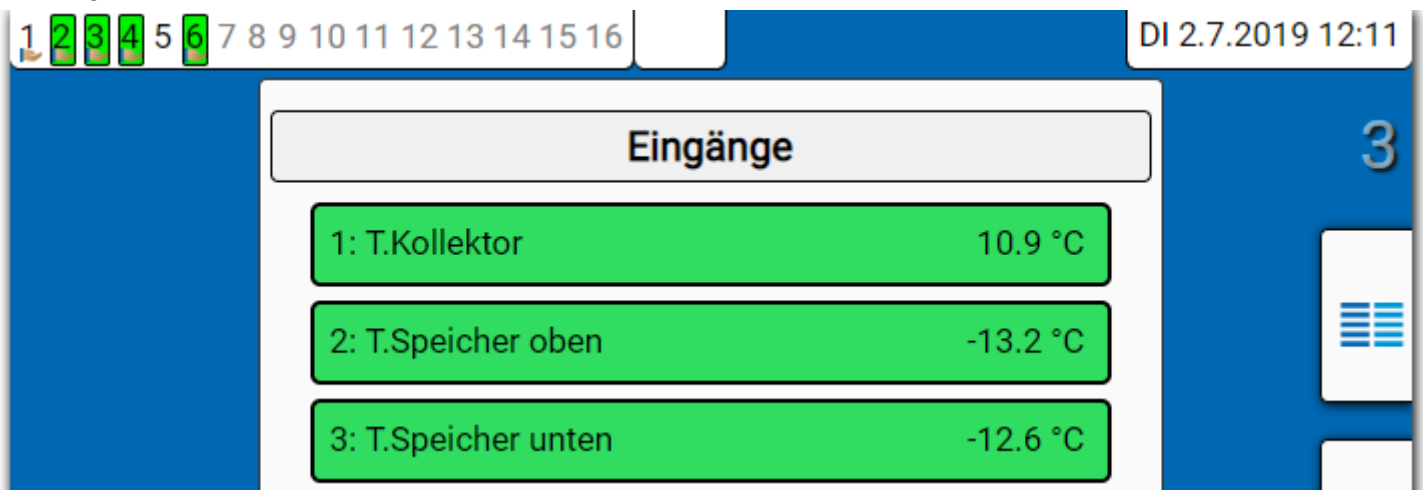 1 2 3 4 5 6 7 8 9 10 11 12 13 14 15 16
DI 2.7.2019 12:11
Eingänge
3
1: T.Kollektor 10.9 °C
2: T.Speicher oben -13.2 °C
3: T.Speicher unten -12.6 °C